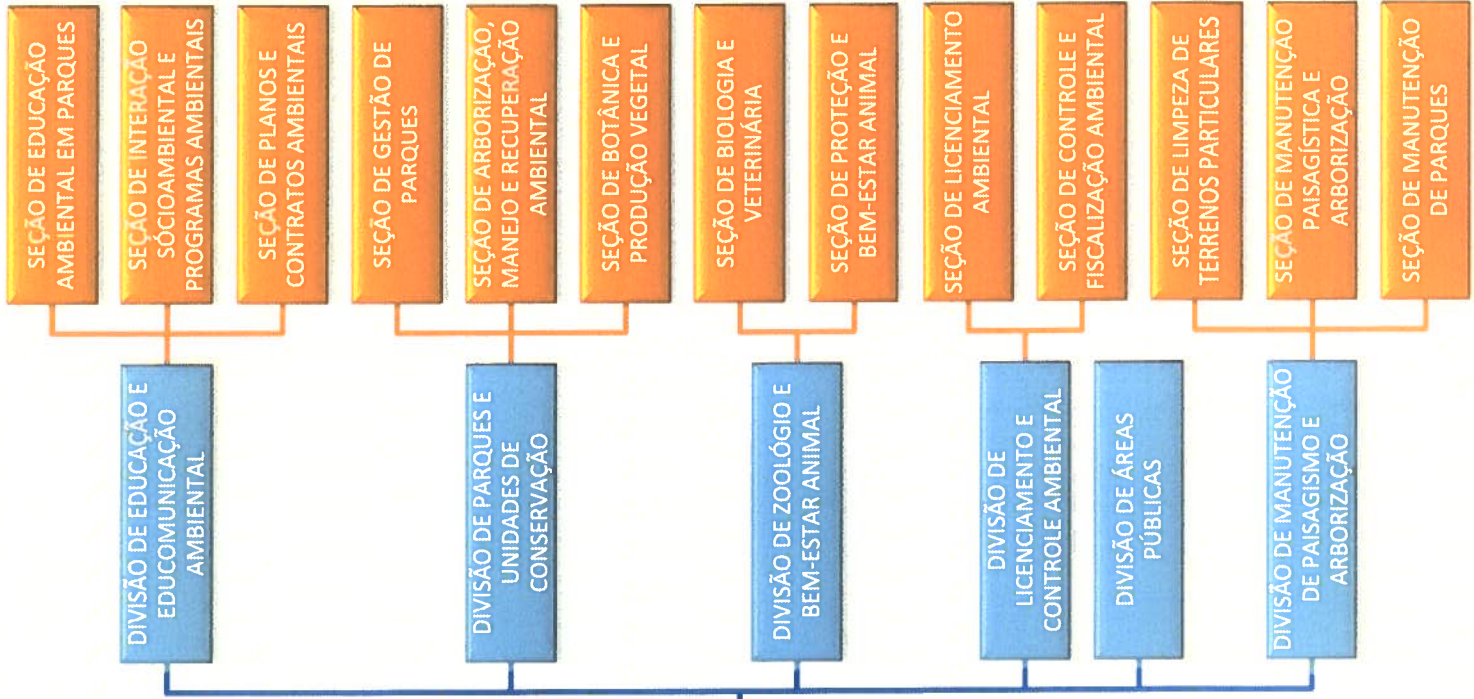 DIVISÃO DE EDUCAÇÃO E
EDUCOMUNICAÇÃO
AMBIENTAL
SEÇÃO DE EDUCAÇÃO
AMBIENTAL EM PARQUES
SEÇÃO DE INTERAÇÃO
SÓCIOAMBIENTAL E
PROGRAMAS AMBIENTAIS
SEÇÃO DE PLANOS E
CONTRATOS AMBIENTAIS
DIVISÃO DE PARQUES E
UNIDADES DE
CONSERVAÇÃO
SEÇÃO DE GESTÃO DE
PARQUES
SEÇÃO DE ARBORIZAÇÃO,
MANEJO E RECUPERAÇÃO
AMBIENTAL
SEÇÃO DE BOTÂNICA E
PRODUÇÃO VEGETAL
DIVISÃO DE ZOOLÓGIO E
BEM-ESTAR ANIMAL
SEÇÃO DE BIOLOGIA E
VETERINÁRIA
SEÇÃO DE PROTEÇÃO E
BEM-ESTAR ANIMAL
DIVISÃO DE
LICENCIAMENTO E
CONTROLE AMBIENTAL
SEÇÃO DE LICENCIAMENTO
AMBIENTAL
SEÇÃO DE CONTROLE E
FISCALIZAÇÃO AMBIENTAL
DIVISÃO DE ÁREAS
PÚBLICAS
DIVISÃO DE MANUTENÇÃO
DE PAISAGISMO E
ARBORIZAÇÃO
SEÇÃO DE LIMPEZA DE
TERRENOS PARTICULARES
SEÇÃO DE MANUTENÇÃO
PAISAGÍSTICA E
ARBORIZAÇÃO
SEÇÃO DE MANUTENÇÃO
DE PARQUES